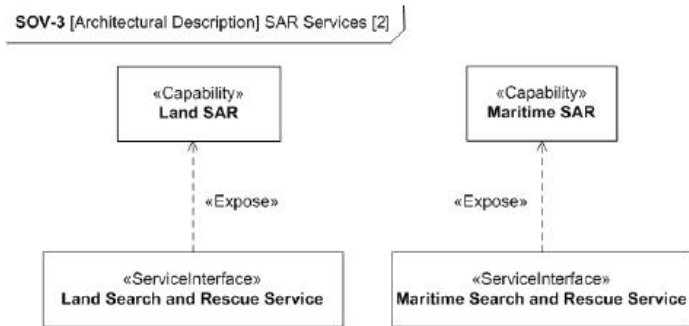 SOV-3 [Architectural Description] SAR Services [2]
«Capability»
Land SAR
«Capability»
Maritime SAR
«Expose»
«Expose»
«ServiceInterface»
Land Search and Rescue Service
«ServiceInterface»
Maritime Search and Rescue Service